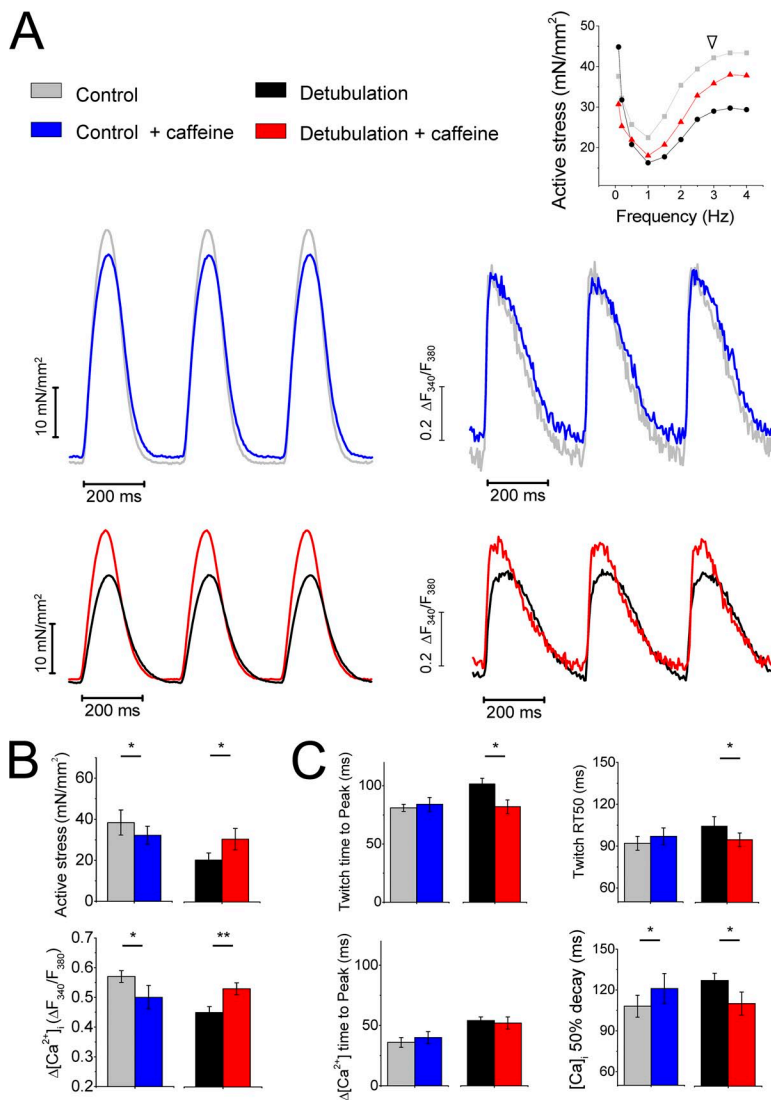 A
Control
Detubulation
Control + caffeine
Detubulation + caffeine
Active stress (mN/mm²)
50
40
30
20
0 1 2 3 4
Frequency (Hz)
10 mN/mm²
200 ms
0.2 ΔF340/F380
200 ms
10 mN/mm²
200 ms
0.2 ΔF340/F380
200 ms
B
Active stress (mN/mm²)
60
40
20
0
* *
Δ[Ca²⁺]i (ΔF340/F380)
0.7
0.6
0.5
0.4
0.3
0.2
* **
C
Twitch time to Peak (ms)
100
50
0
*
Twitch RT50 (ms)
150
120
90
60
*
Δ[Ca²⁺] time to Peak (ms)
100
50
0
[Ca]i 50% decay (ms)
150
120
90
60
* *